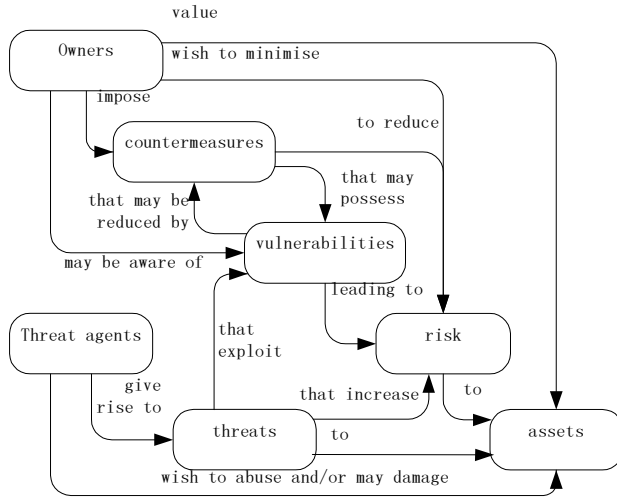 value
Owners
wish to minimise
impose
to reduce
countermeasures
that may be
reduced by
that may
possess
vulnerabilities
may be aware of
leading to
Threat agents
that
exploit
risk
give
rise to
that increase
to
threats
to
assets
wish to abuse and/or may damage